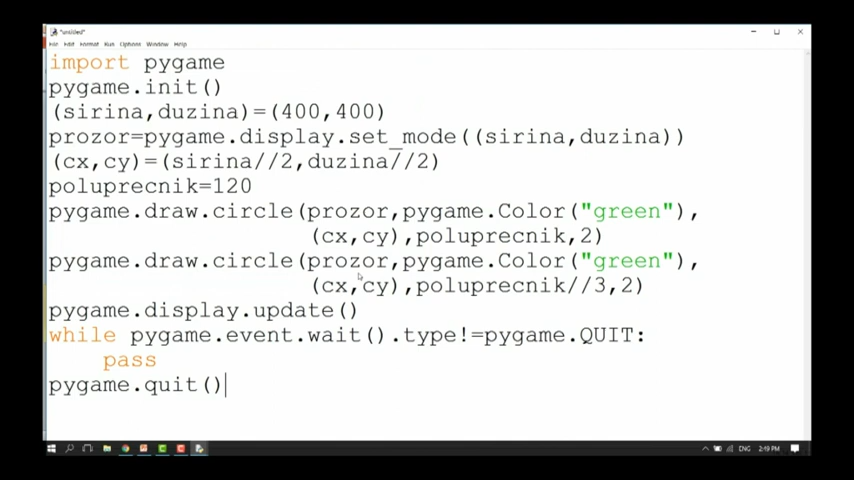 *untitled*
File Edit Format Run Options Window Help
import pygame
pygame.init()
(sirina,duzina)=(400,400)
prozor=pygame.display.set_mode((sirina,duzina))
(cx,cy)=(sirina//2,duzina//2)
poluprecnik=120
pygame.draw.circle(prozor,pygame.Color("green"),
(cx,cy),poluprecnik,2)
pygame.draw.circle(prozor,pygame.Color("green"),
(cx,cy),poluprecnik//3,2)
pygame.display.update()
while pygame.event.wait().type!=pygame.QUIT:
pass
pygame.quit()
ENG 2:49 PM